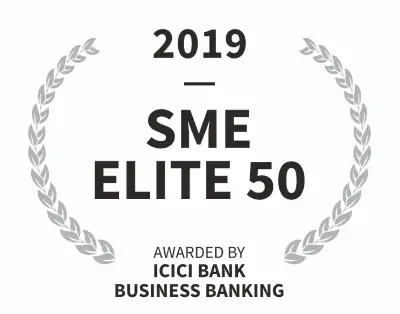 2019
—
SME
ELITE 50
AWARDED BY
ICICI BANK
BUSINESS BANKING